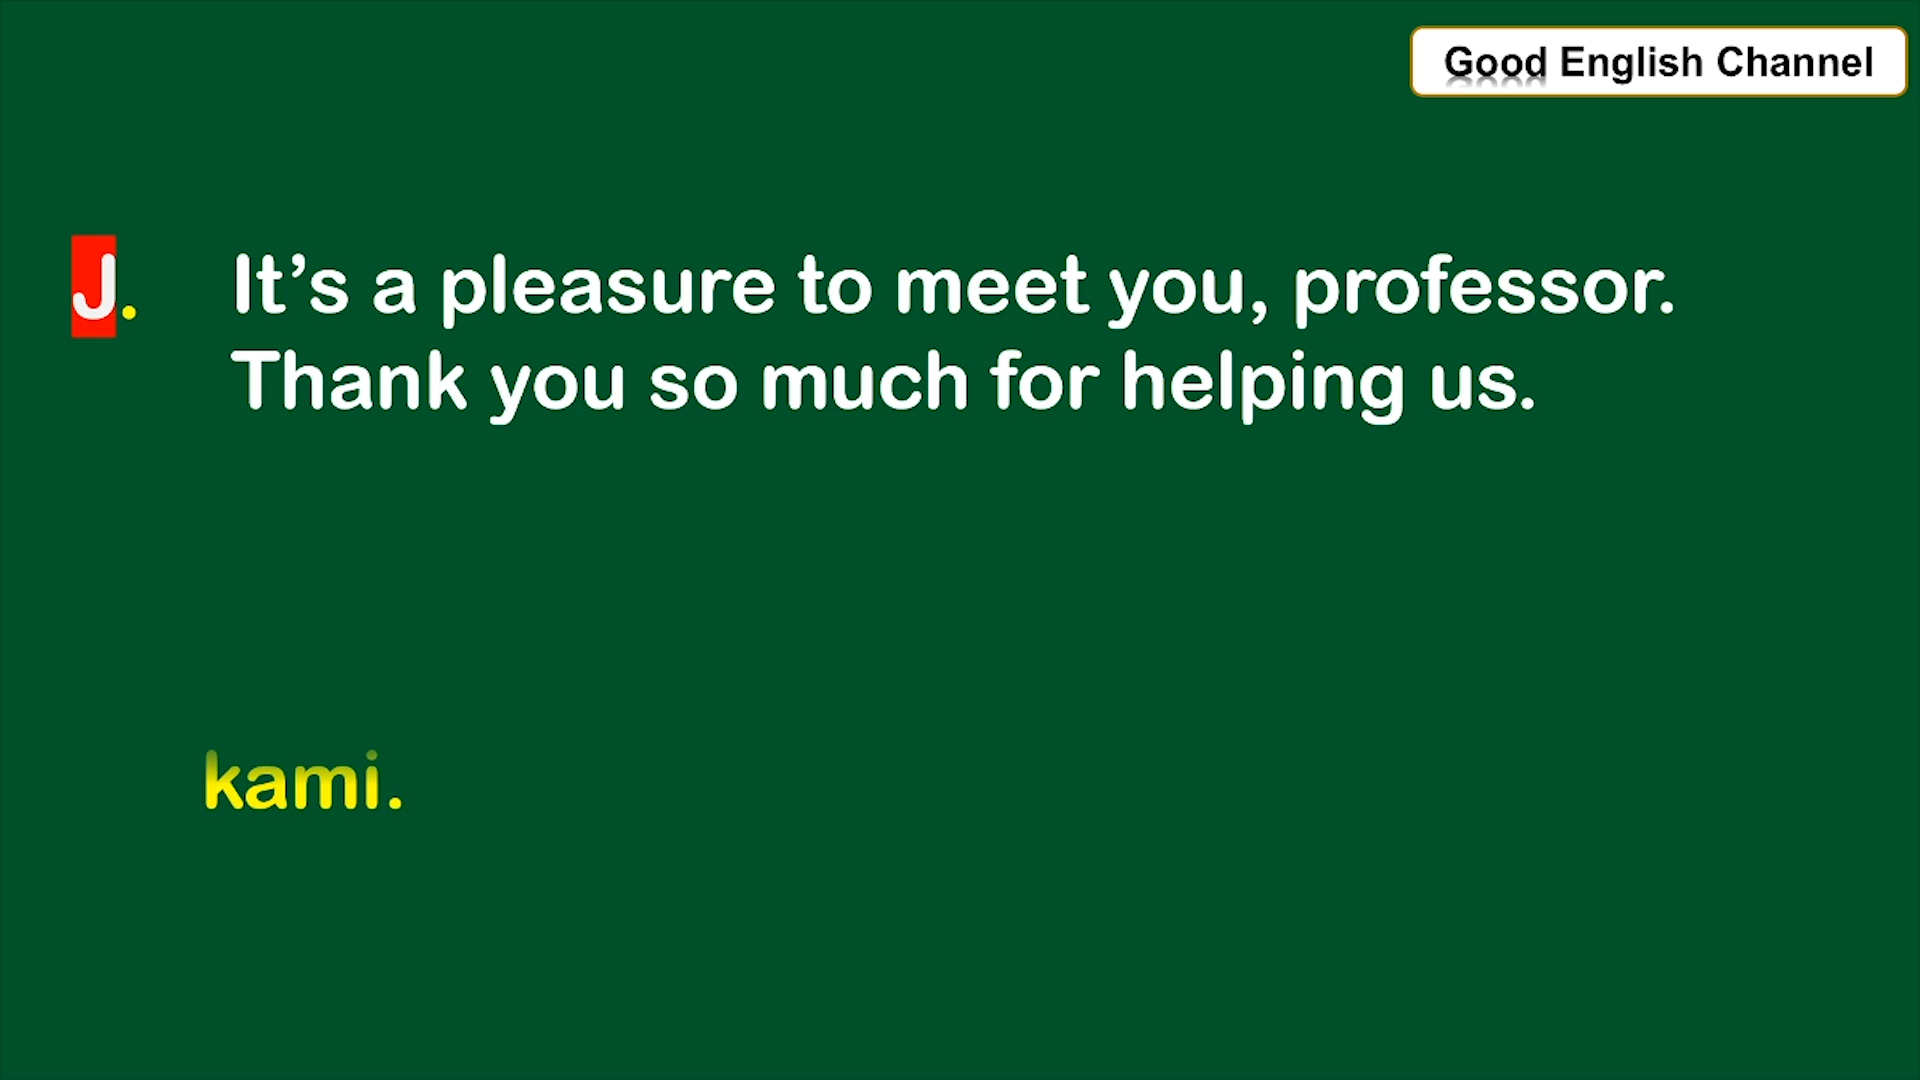 Good English Channel
J. It’s a pleasure to meet you, professor.
Thank you so much for helping us.
kami.